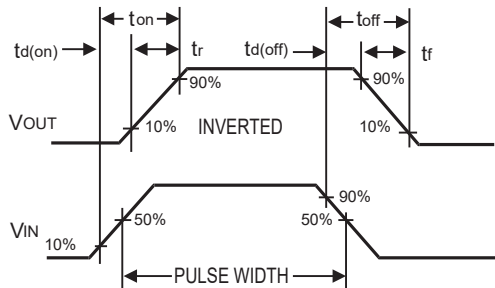 ton
toff
td(on)
tr
td(off)
tf
90%
90%
VOUT
10%
INVERTED
10%
90%
VIN
50%
50%
10%
PULSE WIDTH